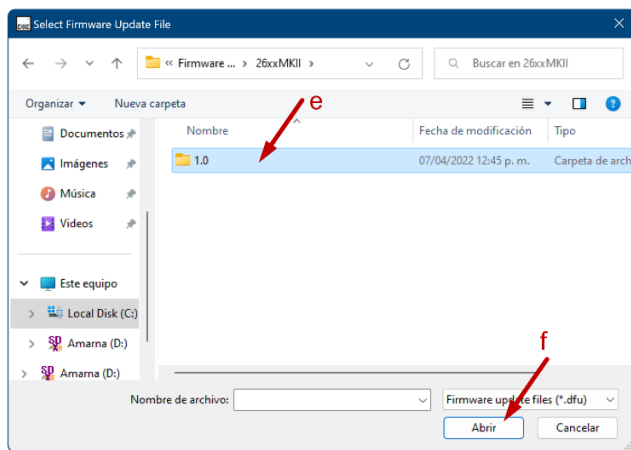 Select Firmware Update File
« Firmware ... > 26xxMKII >
Buscar en 26xxMKII
Organizar
Nueva carpeta
e
Documentos
Imágenes
Música
Videos
Este equipo
Local Disk (C:)
Amarna (D:)
Amarna (D:)
Nombre
Fecha de modificación
Tipo
1.0
07/04/2022 12:45 p. m.
Carpeta de arch
f
Nombre de archivo:
Firmware update files (*.dfu)
Abrir
Cancelar